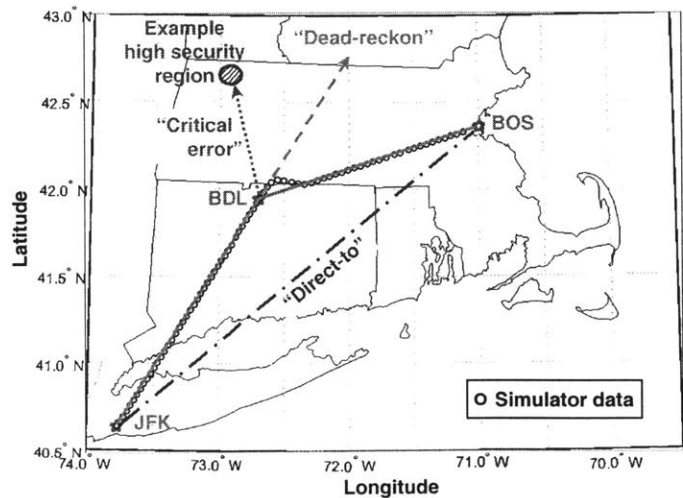 43.0° N
Example
high security
region
"Dead-reckon"
42.5° N
"Critical
error"
BOS
42.0° N
BDL
Latitude
41.5° N
"Direct-to"
41.0° N
Simulator data
JFK
40.5° N
74.0° W
73.0° W
72.0° W
71.0° W
70.0° W
Longitude